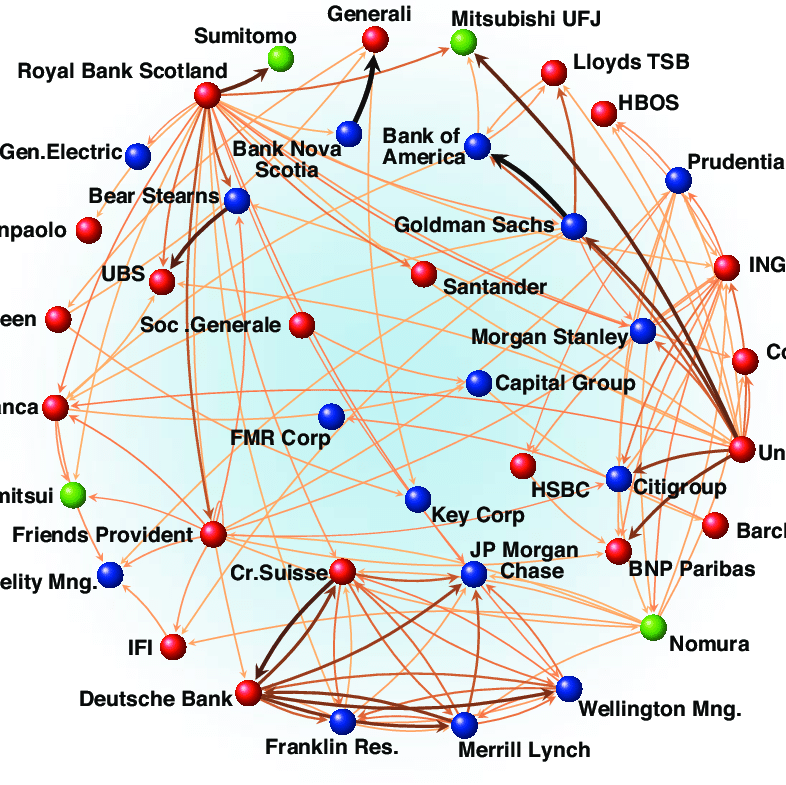 Generali
Mitsubishi UFJ
Sumitomo
Royal Bank Scotland
Lloyds TSB
HBOS
Gen.Electric
Bank Nova
Scotia
Bank of
America
Prudentia
Bear Stearns
npaolo
Goldman Sachs
UBS
Santander
ING
een
Soc .Generale
Morgan Stanley
Co
Capital Group
anca
FMR Corp
Un
HSBC
Citigroup
mitsui
Key Corp
Friends Provident
Barcl
JP Morgan
Chase
BNP Paribas
Cr.Suisse
elity Mng.
IFI
Nomura
Deutsche Bank
Wellington Mng.
Franklin Res.
Merrill Lynch